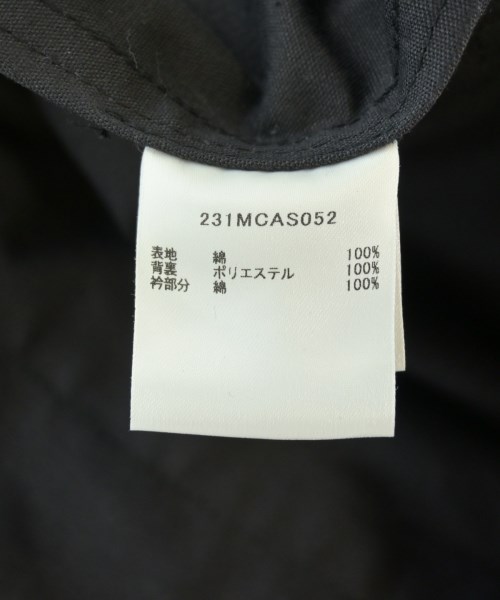 231MCAS052
表地 綿 100%
背裏 ポリエステル 100%
衿部分 綿 100%